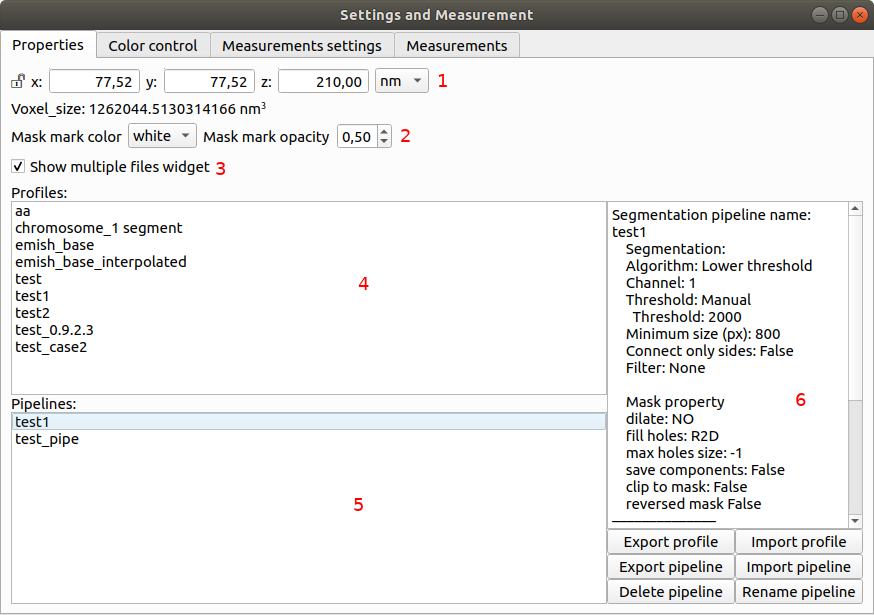 Settings and Measurement
Properties Color control Measurements settings Measurements
x: 77,52 y: 77,52 z: 210,00 nm 1
Voxel_size: 1262044.5130314166 nm³
Mask mark color white Mask mark opacity 0,50 2
Show multiple files widget 3
Profiles:
aa
chromosome_1 segment
emish_base
emish_base_interpolated
test
test1
test2
test_0.9.2.3
test_case2
4
Pipelines:
test1
test_pipe
5
Segmentation pipeline name:
test1
Segmentation:
Algorithm: Lower threshold
Channel: 1
Threshold: Manual
Threshold: 2000
Minimum size (px): 800
Connect only sides: False
Filter: None
Mask property
6
dilate: NO
fill holes: R2D
max holes size: -1
save components: False
clip to mask: False
reversed mask False
Export profile Import profile
Export pipeline Import pipeline
Delete pipeline Rename pipeline